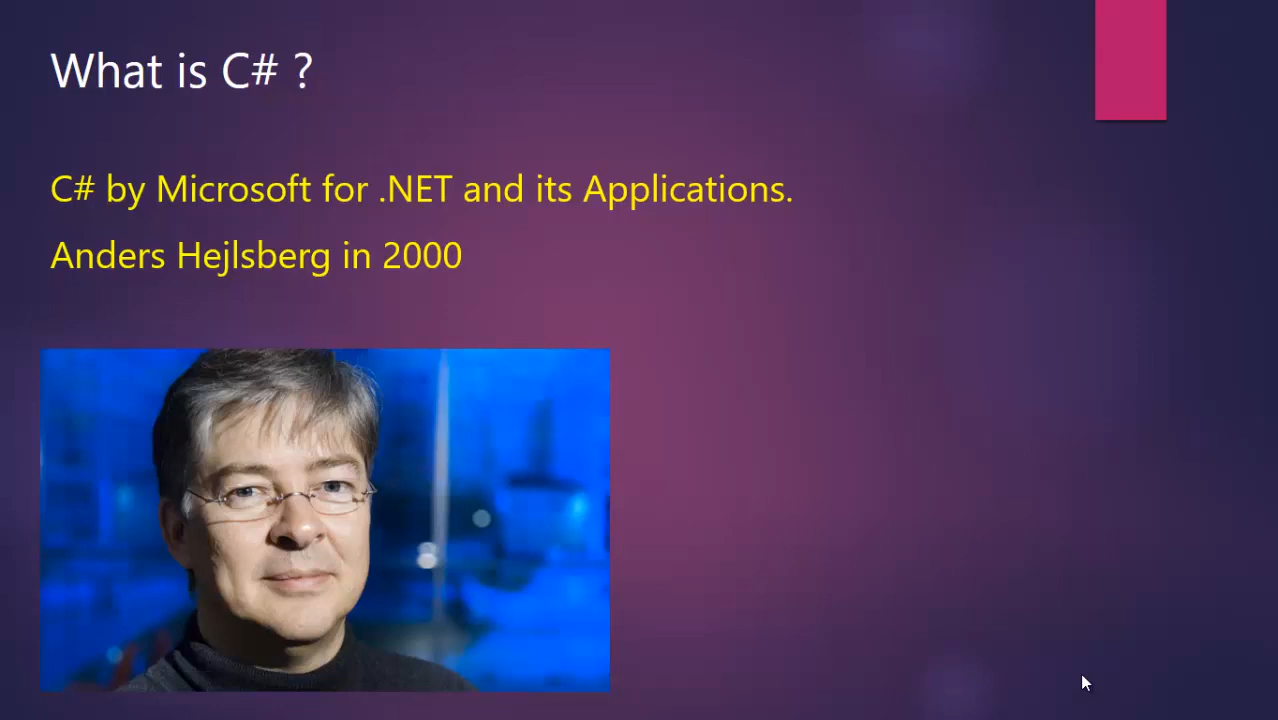 What is C# ?
C# by Microsoft for .NET and its Applications.
Anders Hejlsberg in 2000